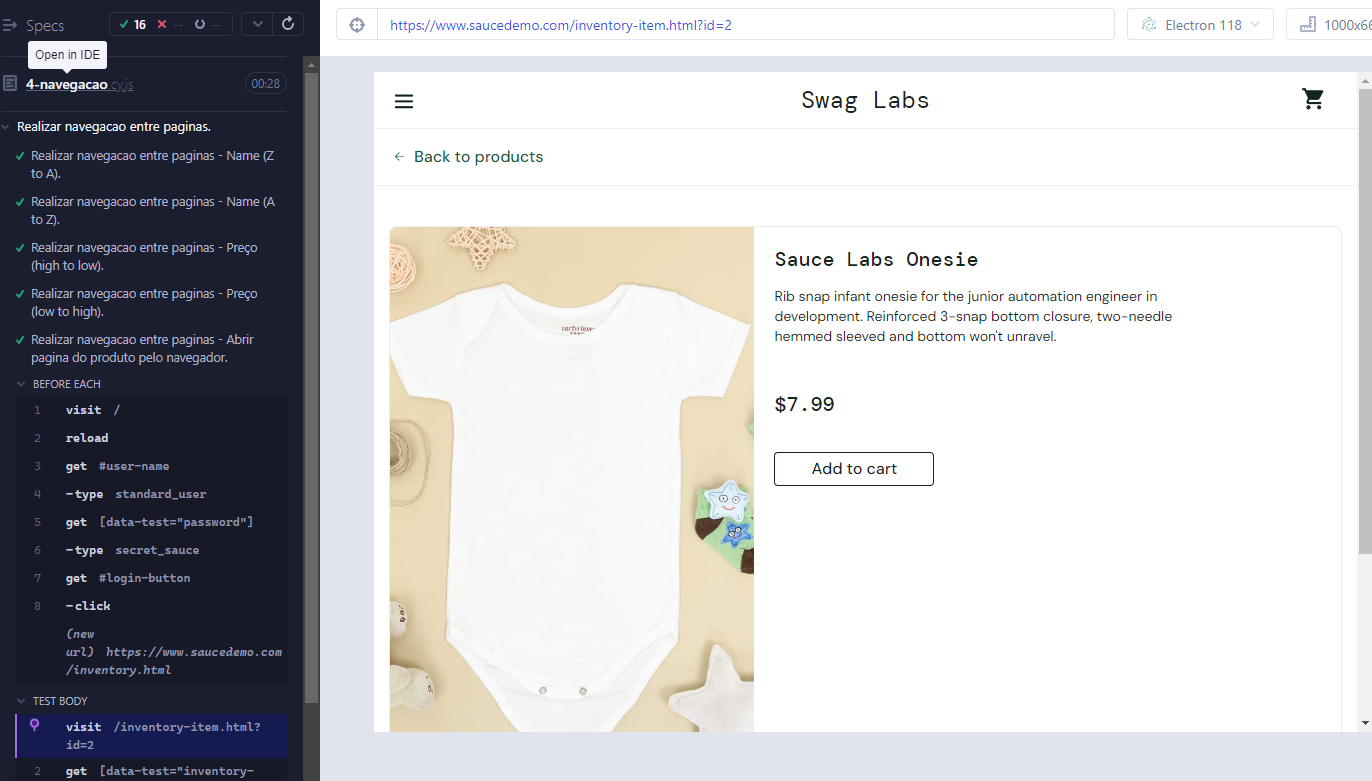 Specs
16 -- --
Open in IDE
4-navegacao.cy.js
00:28
Realizar navegacao entre paginas.
Realizar navegacao entre paginas - Name (Z
to A).
Realizar navegacao entre paginas - Name (A
to Z).
Realizar navegacao entre paginas - Preço
(high to low).
Realizar navegacao entre paginas - Preço
(low to high).
Realizar navegacao entre paginas - Abrir
pagina do produto pelo navegador.
BEFORE EACH
1 visit /
2 reload
3 get #user-name
4 -type standard_user
5 get [data-test="password"]
6 -type secret_sauce
7 get #login-button
8 -click
(new
url) https://www.saucedemo.com
/inventory.html
TEST BODY
visit /inventory-item.html?
id=2
2 get [data-test="inventory-
https://www.saucedemo.com/inventory-item.html?id=2
Electron 118
1000x66
Swag Labs
Back to products
Sauce Labs Onesie
Rib snap infant onesie for the junior automation engineer in
development. Reinforced 3-snap bottom closure, two-needle
hemmed sleeved and bottom won't unravel.
$7.99
Add to cart